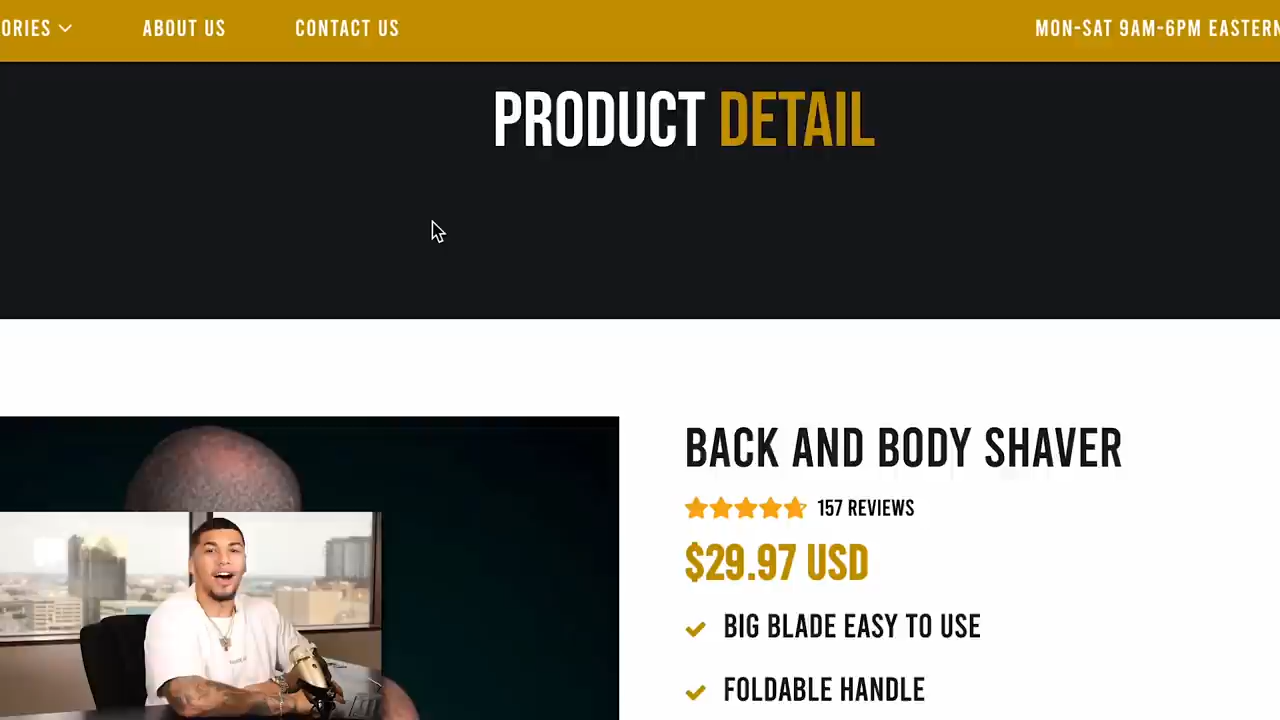 ORIES
ABOUT US
CONTACT US
MON-SAT 9AM-6PM EASTERN
PRODUCT DETAIL
BACK AND BODY SHAVER
157 REVIEWS
$29.97 USD
BIG BLADE EASY TO USE
FOLDABLE HANDLE